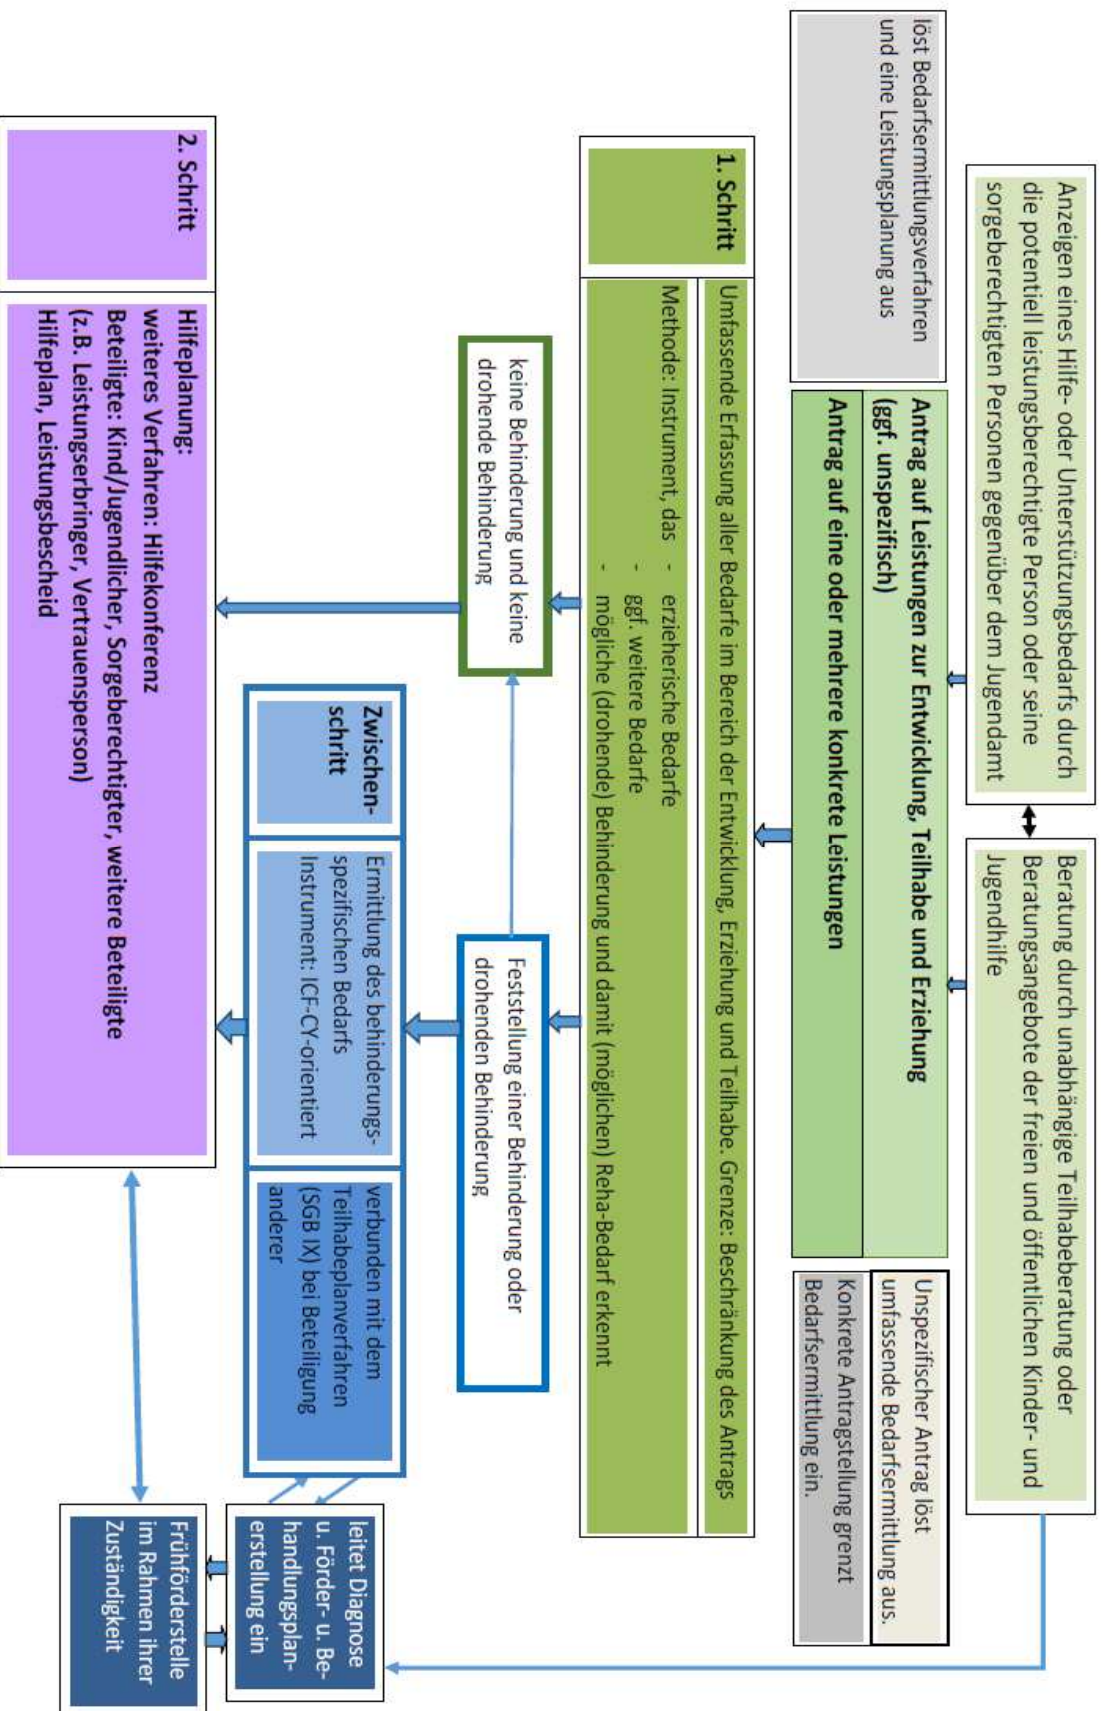 Anzeigen eines Hilfe- oder Unterstützungsbedarfs durch
die potentiell leistungsberechtigte Person oder seine
sorgeberechtigten Personen gegenüber dem Jugendamt
Beratung durch unabhängige Teilhabeberatung oder
Beratungsangebote der freien und öffentlichen Kinder- und
Jugendhilfe
löst Bedarfsermittlungsverfahren
und eine Leistungsplanung aus
Antrag auf Leistungen zur Entwicklung, Teilhabe und Erziehung
(ggf. unspezifisch)
Antrag auf eine oder mehrere konkrete Leistungen
Unspezifischer Antrag löst
umfassende Bedarfsermittlung aus.
Konkrete Antragstellung grenzt
Bedarfsermittlung ein.
1. Schritt
Umfassende Erfassung aller Bedarfe im Bereich der Entwicklung, Erziehung und Teilhabe. Grenze: Beschränkung des Antrags
Methode: Instrument, das - erzieherische Bedarfe
- ggf. weitere Bedarfe
- mögliche (drohende) Behinderung und damit (möglichen) Reha-Bedarf erkennt
keine Behinderung und keine
drohende Behinderung
Feststellung einer Behinderung oder
drohenden Behinderung
Zwischen-
schritt
Ermittlung des behinderungs-
spezifischen Bedarfs
Instrument: ICF-CY-orientiert
verbunden mit dem
Teilhabeplanverfahren
(SGB IX) bei Beteiligung
anderer
leitet Diagnose
u. Förder- u. Be-
handlungsplan-
erstellung ein
2. Schritt
Hilfeplanung:
weiteres Verfahren: Hilfekonferenz
Beteiligte: Kind/Jugendlicher, Sorgeberechtigter, weitere Beteiligte
(z.B. Leistungserbringer, Vertrauensperson)
Hilfeplan, Leistungsbescheid
Frühförderstelle
im Rahmen ihrer
Zuständigkeit